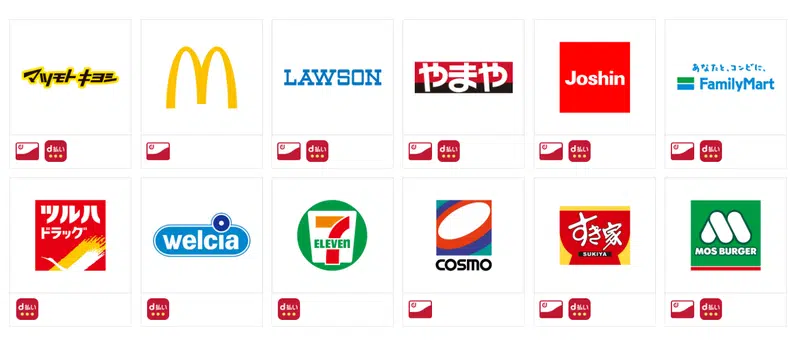 マツモトキヨシ
M
LAWSON
やまや
Joshin
あなたと、コンビに、
FamilyMart
d払い
d払い
d払い
d払い
d払い
ツルハ
ドラッグ
welcia
7
ELEVEN
COSMO
すき家
SUKIYA
MOS BURGER
d払い
d払い
d払い
d払い
d払い